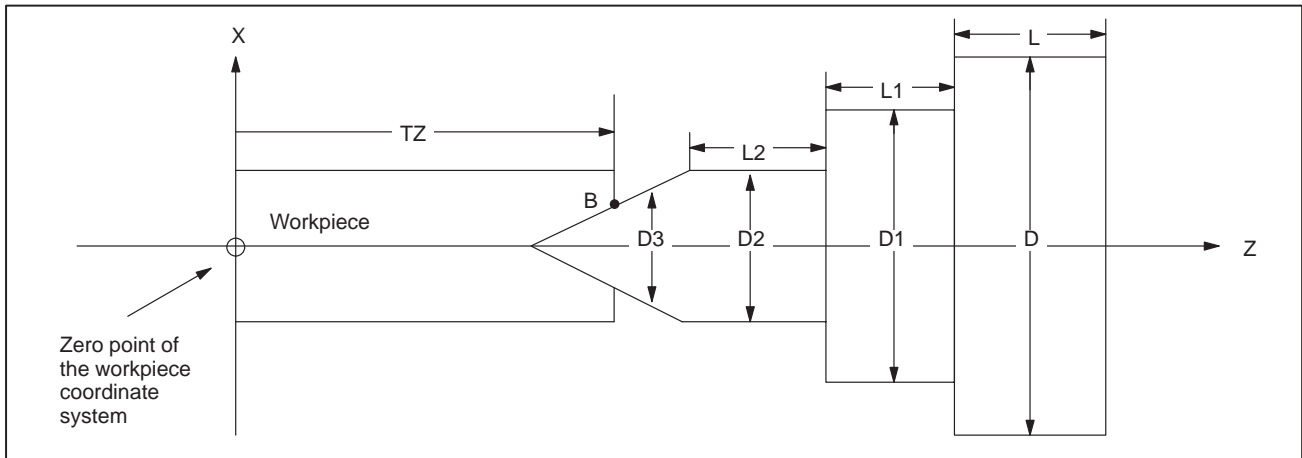 X
L
L1
TZ
L2
B
Workpiece
D3
D2
D1
D
Z
Zero point of
the workpiece
coordinate
system